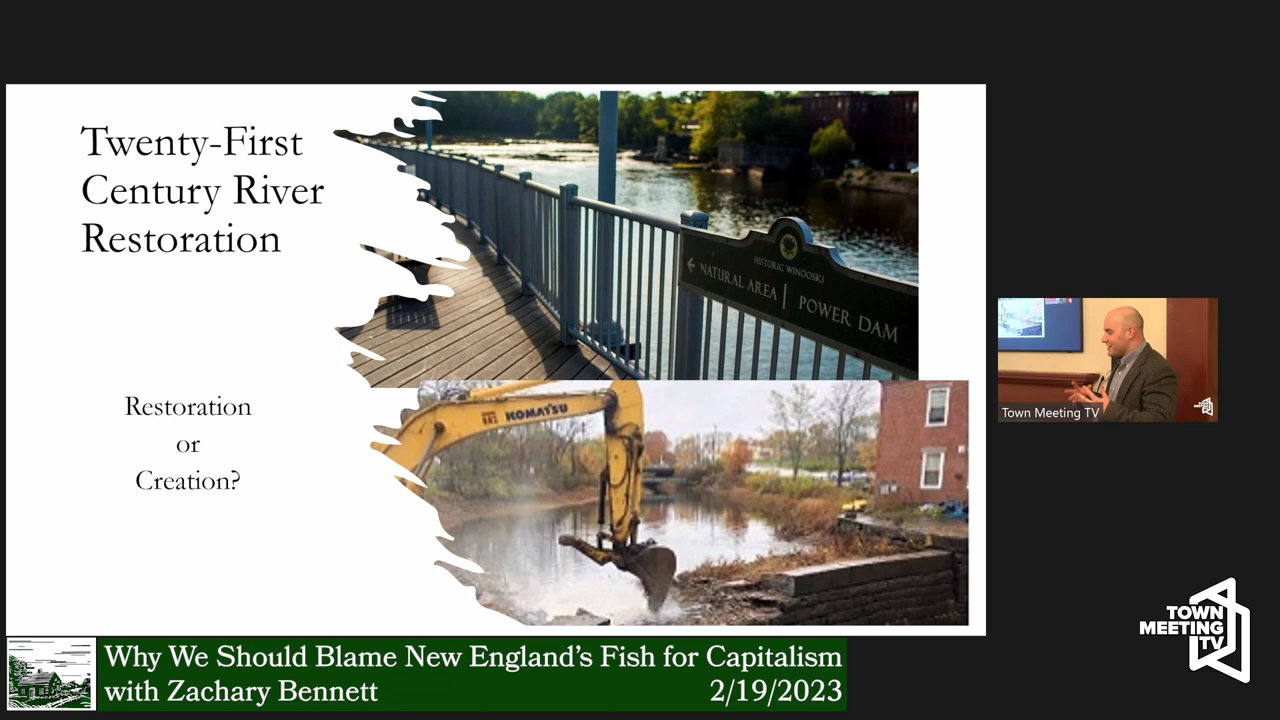 Twenty-First
Century River
Restoration
Restoration
or
Creation?
HISTORIC WINOOSKI
← NATURAL AREA | POWER DAM
KOMATSU
Town Meeting TV
TOWN
MEETING
TV
Why We Should Blame New England's Fish for Capitalism
with Zachary Bennett 2/19/2023